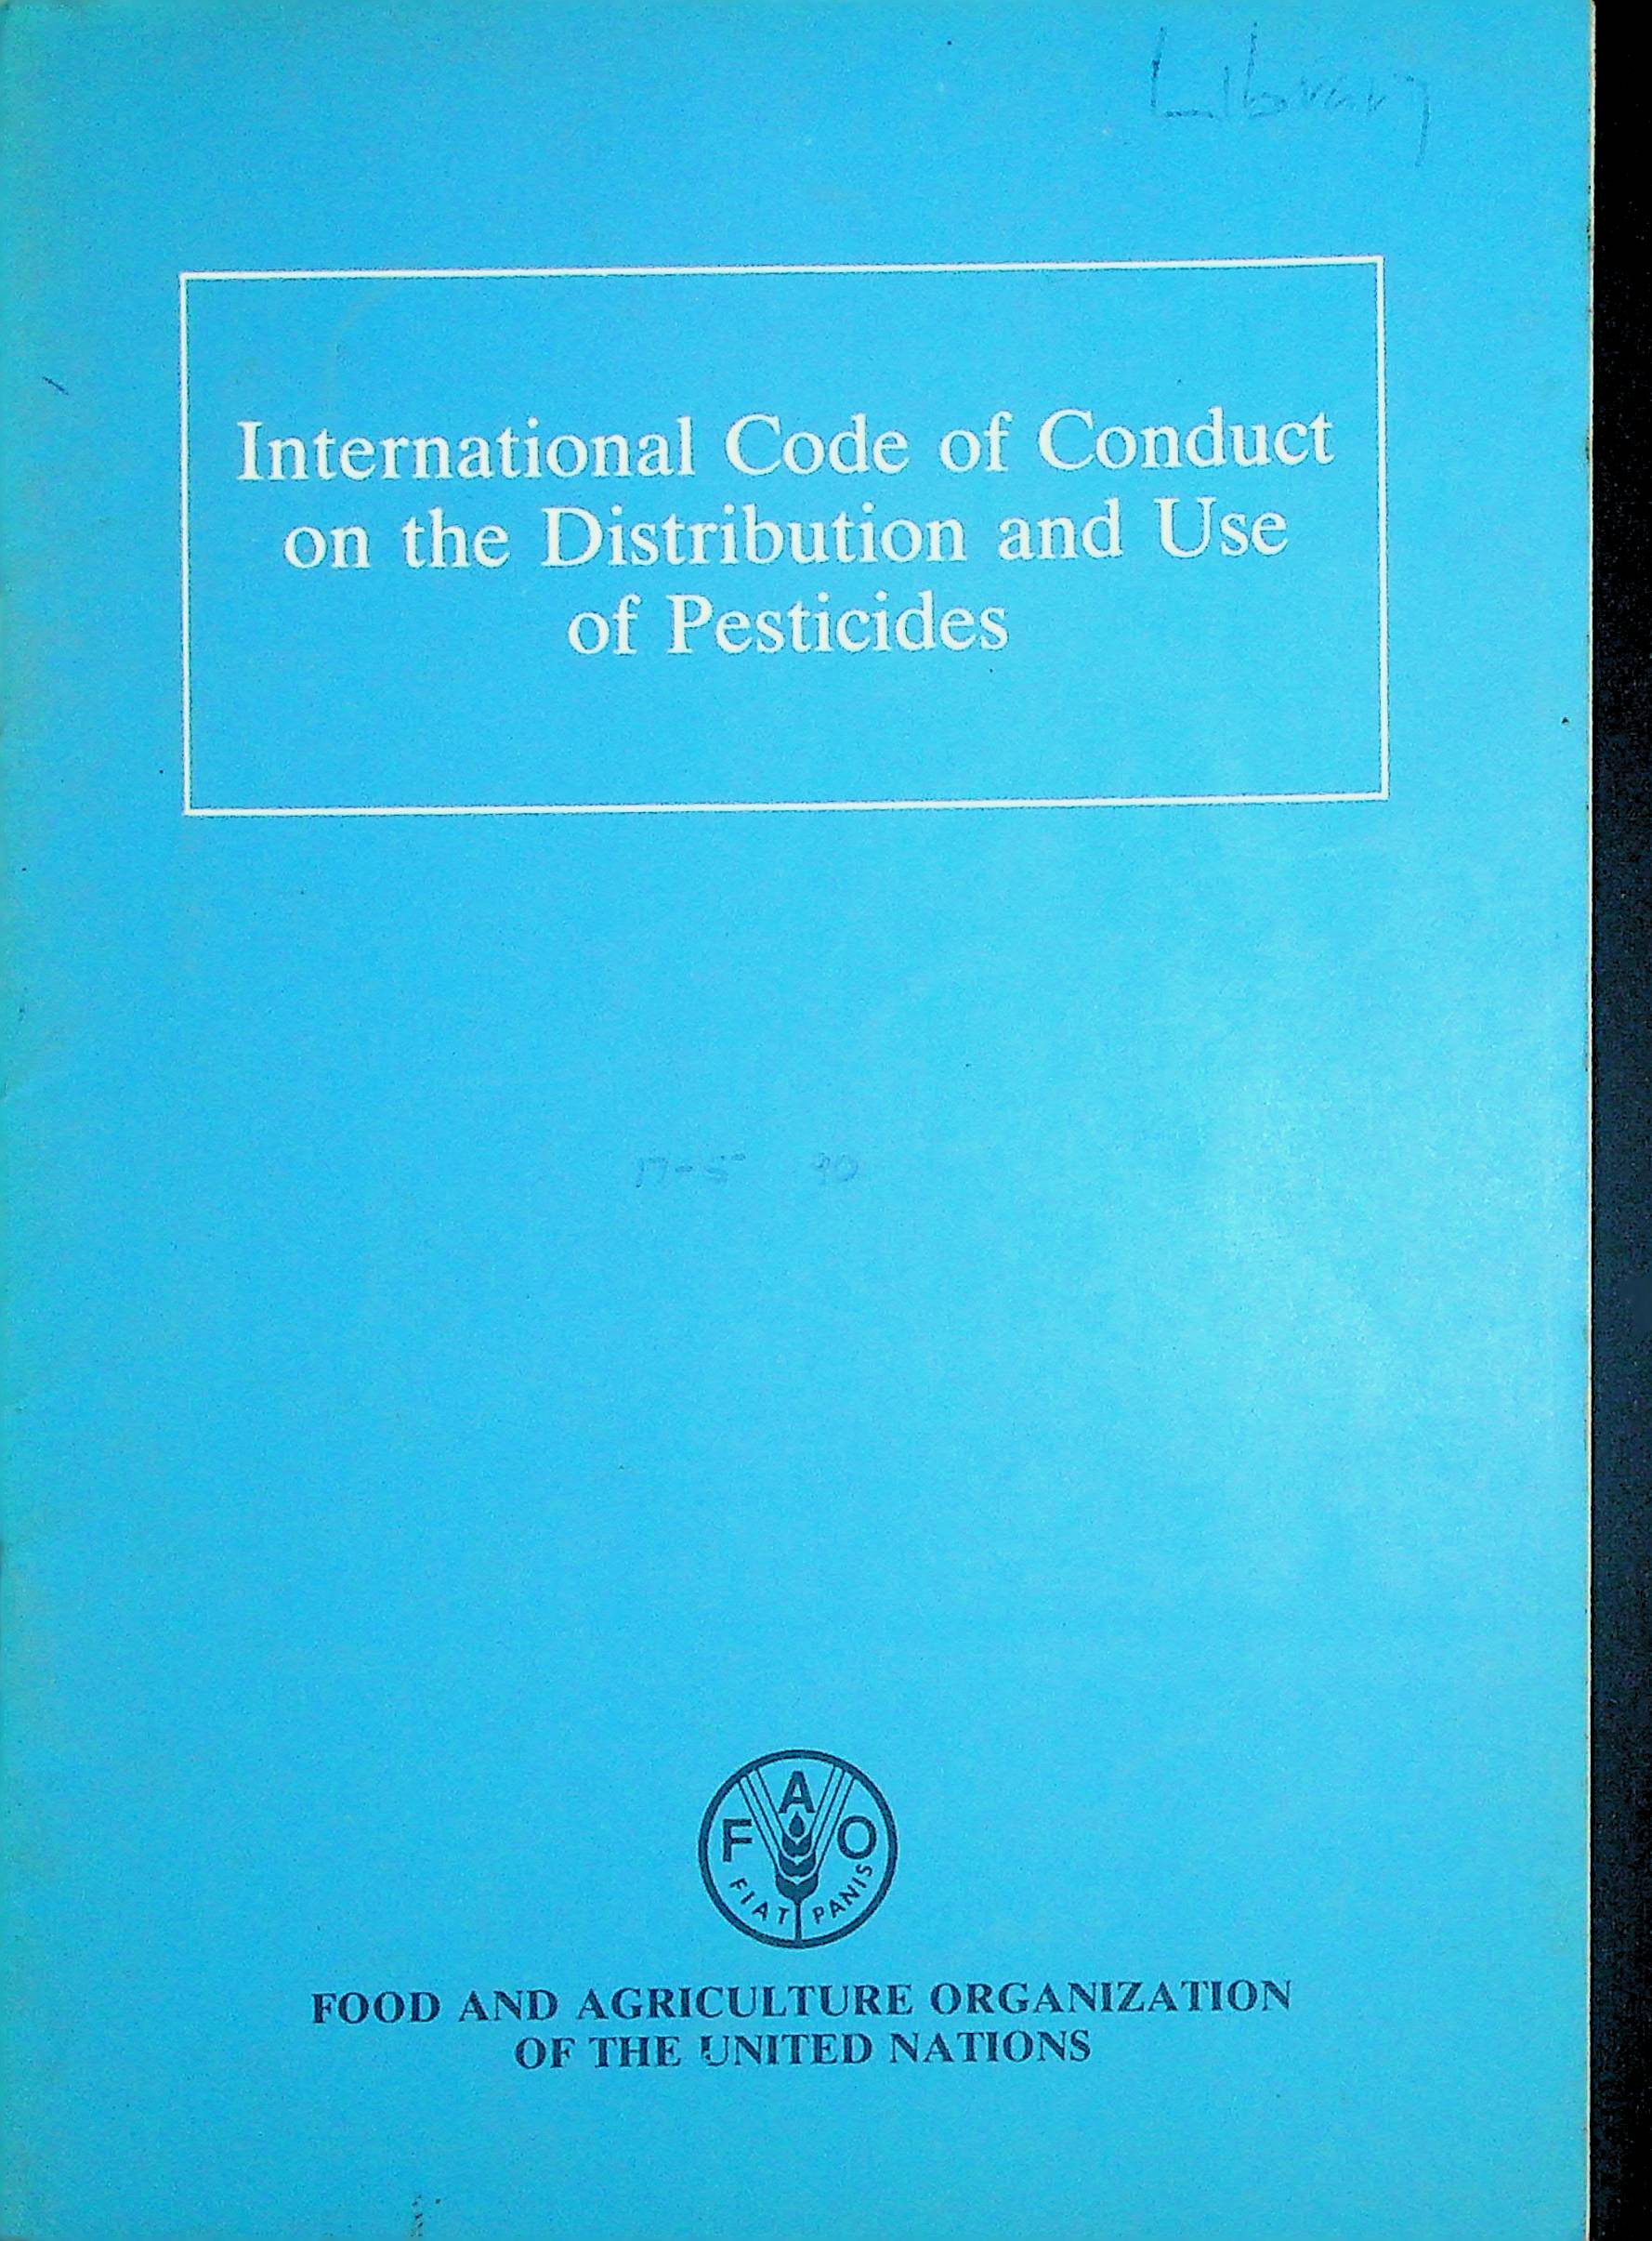 Library
International Code of Conduct
on the Distribution and Use
of Pesticides
F A O
FIAT PANIS
FOOD AND AGRICULTURE ORGANIZATION
OF THE UNITED NATIONS